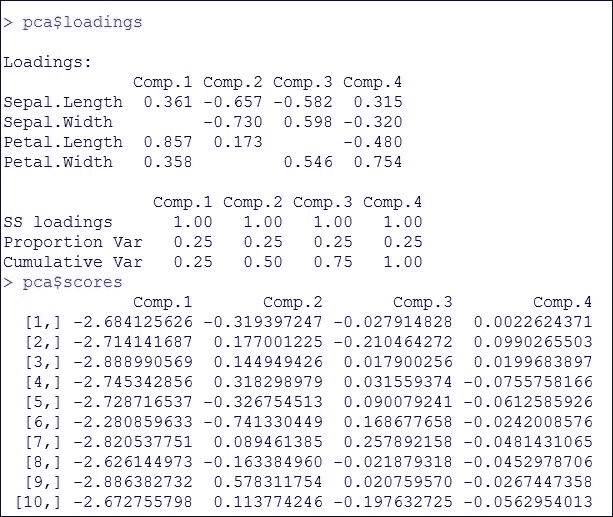 > pca$loadings
Loadings:
Comp.1 Comp.2 Comp.3 Comp.4
Sepal.Length 0.361 -0.657 -0.582 0.315
Sepal.Width -0.730 0.598 -0.320
Petal.Length 0.857 0.173 -0.480
Petal.Width 0.358 0.546 0.754
Comp.1 Comp.2 Comp.3 Comp.4
SS loadings 1.00 1.00 1.00 1.00
Proportion Var 0.25 0.25 0.25 0.25
Cumulative Var 0.25 0.50 0.75 1.00
> pca$scores
Comp.1 Comp.2 Comp.3 Comp.4
[1,] -2.684125626 -0.319397247 -0.027914828 0.0022624371
[2,] -2.714141687 0.177001225 -0.210464272 0.0990265503
[3,] -2.888990569 0.144949426 0.017900256 0.0199683897
[4,] -2.745342856 0.318298979 0.031559374 -0.0755758166
[5,] -2.728716537 -0.326754513 0.090079241 -0.0612585926
[6,] -2.280859633 -0.741330449 0.168677658 -0.0242008576
[7,] -2.820537751 0.089461385 0.257892158 -0.0481431065
[8,] -2.626144973 -0.163384960 -0.021879318 -0.0452978706
[9,] -2.886382732 0.578311754 0.020759570 -0.0267447358
[10,] -2.672755798 0.113774246 -0.197632725 -0.0562954013